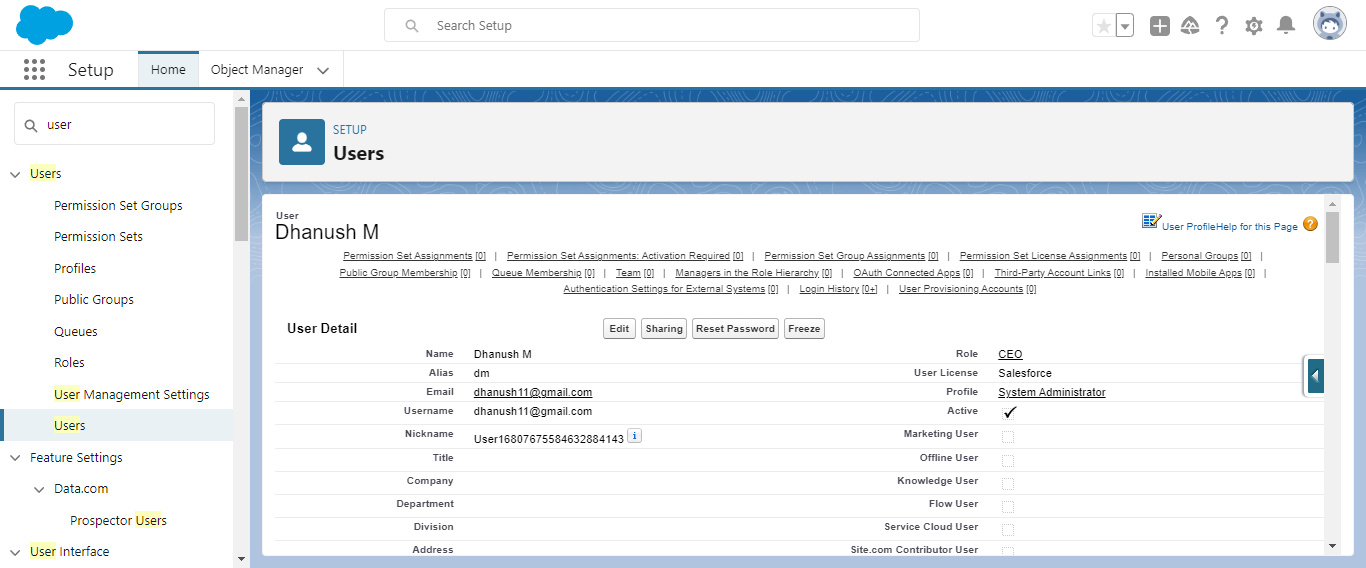 Search Setup
Setup
Home
Object Manager
user
Users
Permission Set Groups
Permission Sets
Profiles
Public Groups
Queues
Roles
User Management Settings
Users
Feature Settings
Data.com
Prospector Users
User Interface
SETUP
Users
User
Dhanush M
User Profile Help for this Page ?
Permission Set Assignments [0] | Permission Set Assignments: Activation Required [0] | Permission Set Group Assignments [0] | Permission Set License Assignments [0] | Personal Groups [0] |
Public Group Membership [0] | Queue Membership [0] | Team [0] | Managers in the Role Hierarchy [0] | OAuth Connected Apps [0] | Third-Party Account Links [0] | Installed Mobile Apps [0] |
Authentication Settings for External Systems [0] | Login History [0+] | User Provisioning Accounts [0]
User Detail
Edit Sharing Reset Password Freeze
Name Dhanush M Role CEO
Alias dm User License Salesforce
Email dhanush11@gmail.com Profile System Administrator
Username dhanush11@gmail.com Active
Nickname User16807675584632884143 i Marketing User
Title Offline User
Company Knowledge User
Department Flow User
Division Service Cloud User
Address Site.com Contributor User